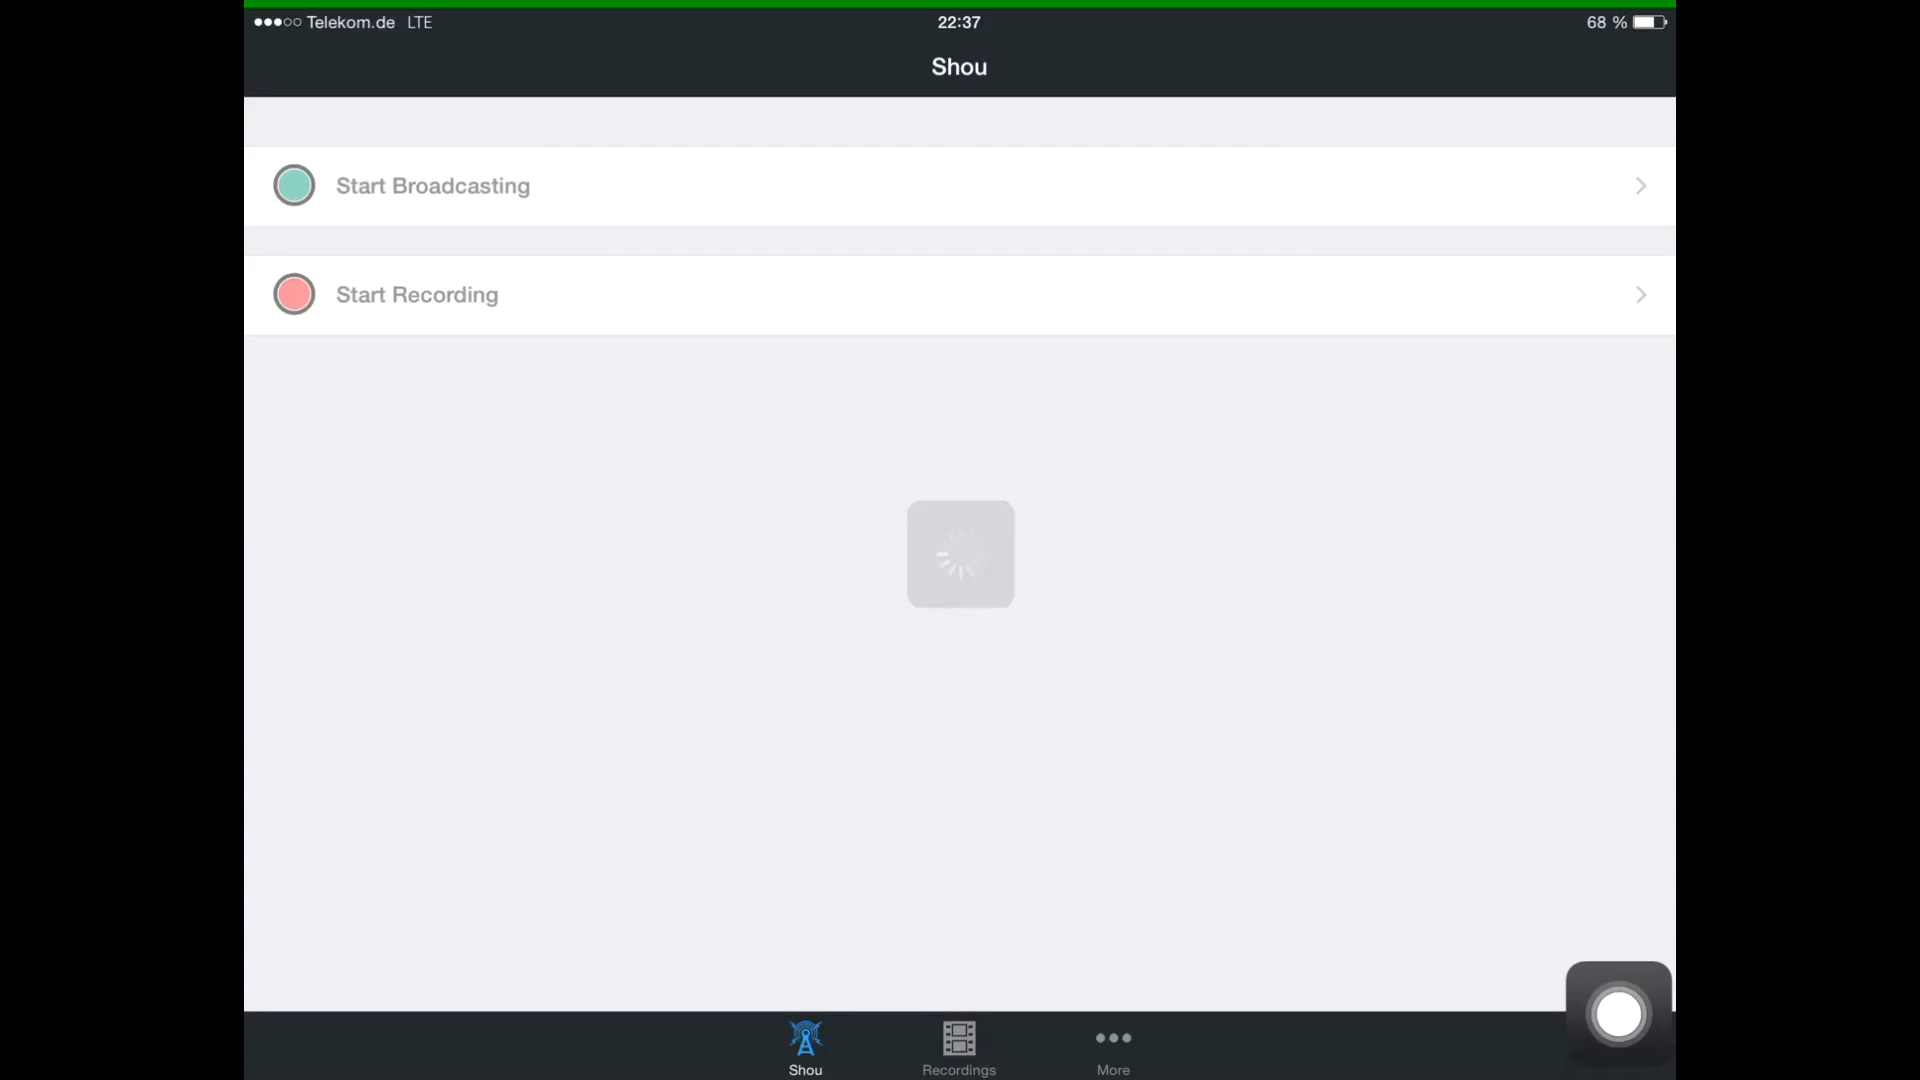 Telekom.de LTE 22:37 68 %
Shou
Start Broadcasting
Start Recording
Shou Recordings More